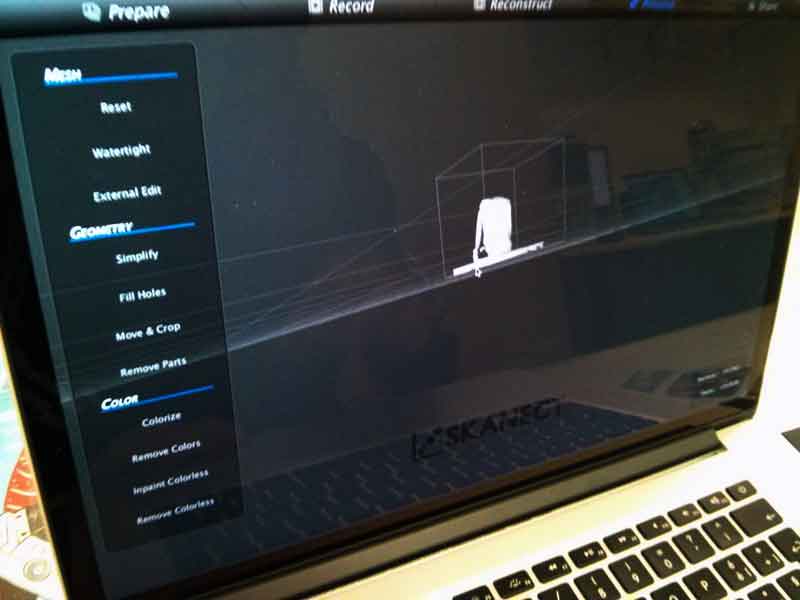 Prepare
Record
Reconstruct
Share
MESH
Reset
Watertight
External Edit
GEOMETRY
Simplify
Fill Holes
Move & Crop
Remove Parts
COLOR
Colorize
Remove Colors
Inpaint Colorless
Remove Colorless
SKANECT